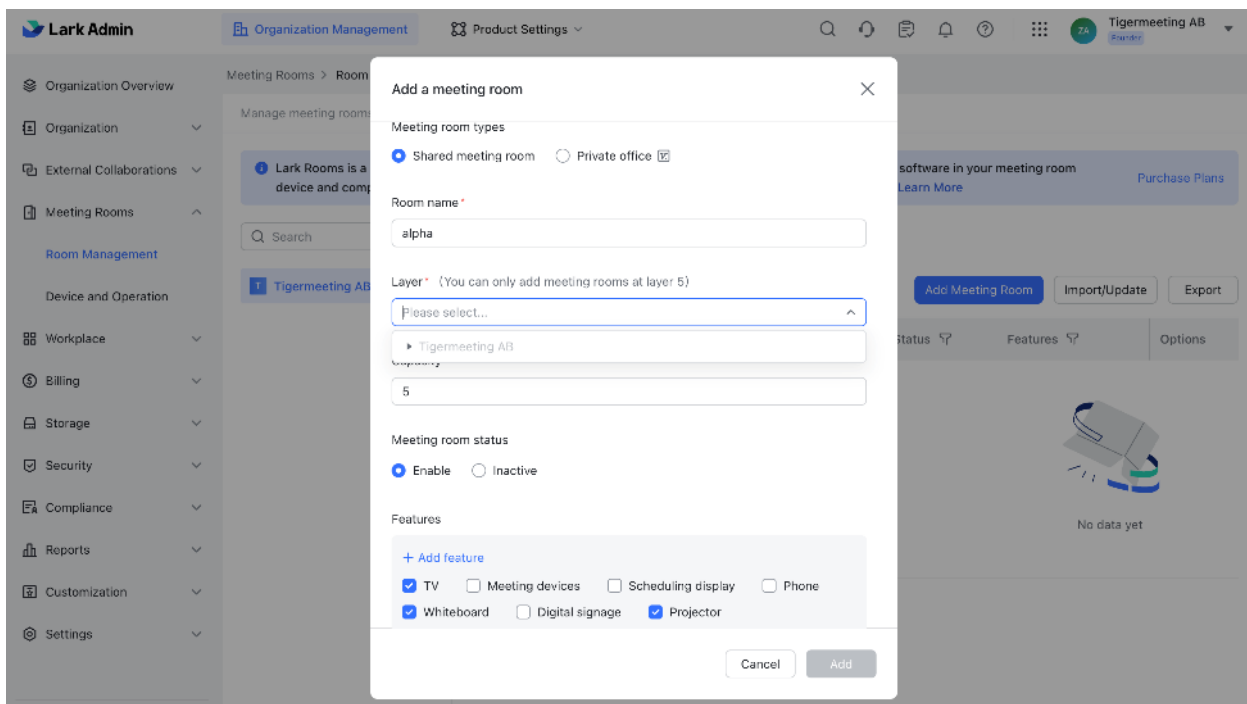 Lark Admin
Organization Management
Product Settings
ZA
Tigermeeting AB
Founder
Organization Overview
Organization
External Collaborations
Meeting Rooms
Room Management
Device and Operation
Workplace
Billing
Storage
Security
Compliance
Reports
Customization
Settings
Meeting Rooms > Room
Manage meeting rooms
Lark Rooms is a
device and comp
software in your meeting room
Learn More
Purchase Plans
Search
T Tigermeeting AB
Add Meeting Room
Import/Update
Export
Status
Features
Options
No data yet
Add a meeting room
Meeting room types
Shared meeting room
Private office
Room name*
alpha
Layer* (You can only add meeting rooms at layer 5)
Please select...
Tigermeeting AB
Capacity
5
Meeting room status
Enable
Inactive
Features
+ Add feature
TV
Meeting devices
Scheduling display
Phone
Whiteboard
Digital signage
Projector
Cancel
Add